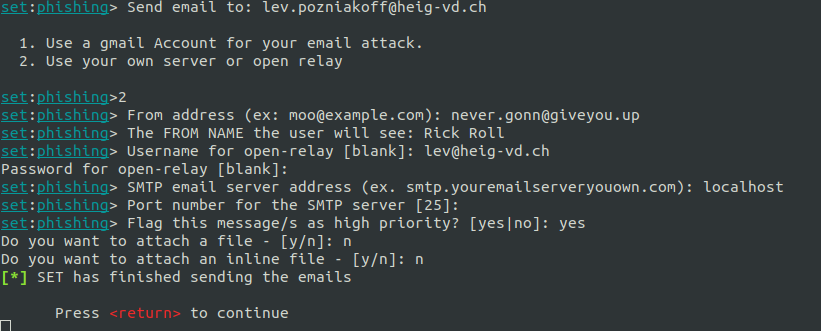 set:phishing> Send email to: lev.pozniakoff@heig-vd.ch
1. Use a gmail Account for your email attack.
2. Use your own server or open relay
set:phishing>2
set:phishing> From address (ex: moo@example.com): never.gonn@giveyou.up
set:phishing> The FROM NAME the user will see: Rick Roll
set:phishing> Username for open-relay [blank]: lev@heig-vd.ch
Password for open-relay [blank]:
set:phishing> SMTP email server address (ex. smtp.youremailserveryouown.com): localhost
set:phishing> Port number for the SMTP server [25]:
set:phishing> Flag this message/s as high priority? [yes|no]: yes
Do you want to attach a file - [y/n]: n
Do you want to attach an inline file - [y/n]: n
[*] SET has finished sending the emails
Press <return> to continue